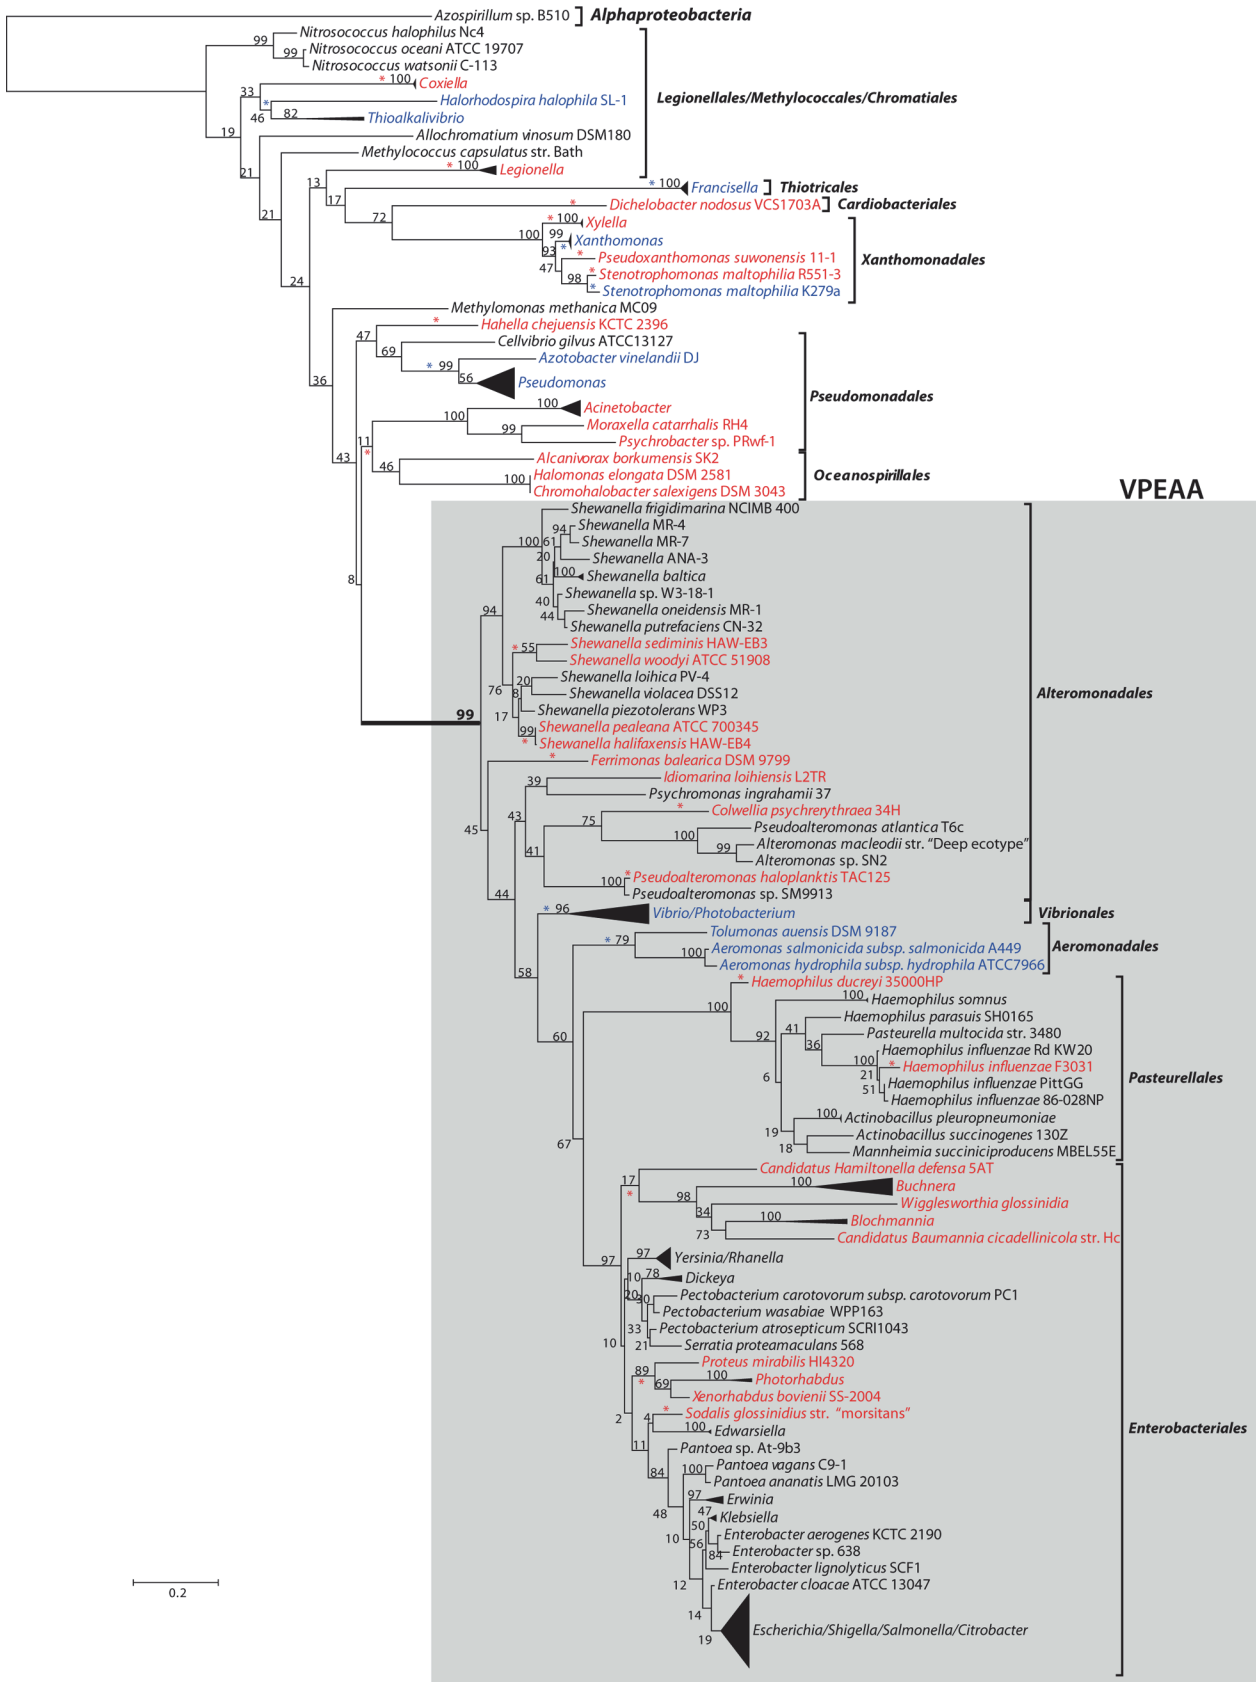 Azospirillum sp. B510
Alphaproteobacteria
Nitrosococcus halophilus Nc4
99
Nitrosococcus oceani ATCC 19707
99
Nitrosococcus watsonii C-113
* 100 Coxiella
33
Legionellales/Methylococcales/Chromatiales
* Halorhodospira halophila SL-1
46 82 Thioalkalivibrio
19
Allochromatium vinosum DSM180
Methylococcus capsulatus str. Bath
21
* 100 Legionella
13
* 100 Francisella
Thiotricales
17
* Dichelobacter nodosus VCS1703A
Cardiobacteriales
21
72
* 100 Xylella
100 99 Xanthomonas
*
93
* Pseudoxanthomonas suwonensis 11-1
Xanthomonadales
47
* Stenotrophomonas maltophilia R551-3
98
* Stenotrophomonas maltophilia K279a
24
Methylomonas methanica MC09
* Hahella chejuensis KCTC 2396
47
Cellvibrio gilvus ATCC13127
69
Azotobacter vinelandii DJ
* 99
56 Pseudomonas
36
Pseudomonadales
100 Acinetobacter
100
Moraxella catarrhalis RH4
99
Psychrobacter sp. PRwf-1
11
*
43
Alcanivorax borkumensis SK2
46
Halomonas elongata DSM 2581
Oceanospirillales
100
Chromohalobacter salexigens DSM 3043
VPEAA
Shewanella frigidimarina NCIMB 400
Shewanella MR-4
94
100 61 Shewanella MR-7
20 Shewanella ANA-3
100 Shewanella baltica
61
8
Shewanella sp. W3-18-1
40
Shewanella oneidensis MR-1
44
94
Shewanella putrefaciens CN-32
Shewanella sediminis HAW-EB3
* 55
Shewanella woodyi ATCC 51908
Shewanella loihica PV-4
20
76 8 Shewanella violacea DSS12
Alteromonadales
Shewanella piezotolerans WP3
17
99
Shewanella pealeana ATCC 700345
99
* Shewanella halifaxensis HAW-EB4
* Ferrimonas balearica DSM 9799
Idiomarina loihiensis L2TR
39
Psychromonas ingrahamii 37
* Colwellia psychrerythraea 34H
43
75
Pseudoalteromonas atlantica T6c
45
100
Alteromonas macleodii str. “Deep ecotype”
99
41
Alteromonas sp. SN2
* Pseudoalteromonas haloplanktis TAC125
100
Pseudoalteromonas sp. SM9913
44
* 96 Vibrio/Photobacterium
Vibrionales
Tolumonas auensis DSM 9187
* 79
Aeromonas salmonicida subsp. salmonicida A449
Aeromonadales
100
Aeromonas hydrophila subsp. hydrophila ATCC7966
58
* Haemophilus ducreyi 35000HP
100
100 Haemophilus somnus
Haemophilus parasuis SH0165
41
Pasteurella multocida str. 3480
92
36
60
Haemophilus influenzae Rd KW20
100
* Haemophilus influenzae F3031
21
6
Pasteurellales
Haemophilus influenzae PittGG
51
Haemophilus influenzae 86-028NP
100 Actinobacillus pleuropneumoniae
19
Actinobacillus succinogenes 130Z
67
18
Mannheimia succiniciproducens MBEL55E
Candidatus Hamiltonella defensa 5AT
17
*
100 Buchnera
98
Wigglesworthia glossinidia
34
100 Blochmannia
73
Candidatus Baumannia cicadellinicola str. Hc
97
97 Yersinia/Rhanella
10 78 Dickeya
20
30
Pectobacterium carotovorum subsp. carotovorum PC1
Pectobacterium wasabiae WPP163
33 Pectobacterium atrosepticum SCRI1043
10
21 Serratia proteamaculans 568
Proteus mirabilis HI4320
89
*
100 Photorhabdus
69
Xenorhabdus bovienii SS-2004
2
* Sodalis glossinidius str. “morsitans”
4
100 Edwarsiella
Enterobacteriales
11
Pantoea sp. At-9b3
84
100
Pantoea vagans C9-1
Pantoea ananatis LMG 20103
97 Erwinia
48
47 Klebsiella
50
Enterobacter aerogenes KCTC 2190
10
56
84 Enterobacter sp. 638
Enterobacter lignolyticus SCF1
12
Enterobacter cloacae ATCC 13047
0.2
14
19
Escherichia/Shigella/Salmonella/Citrobacter